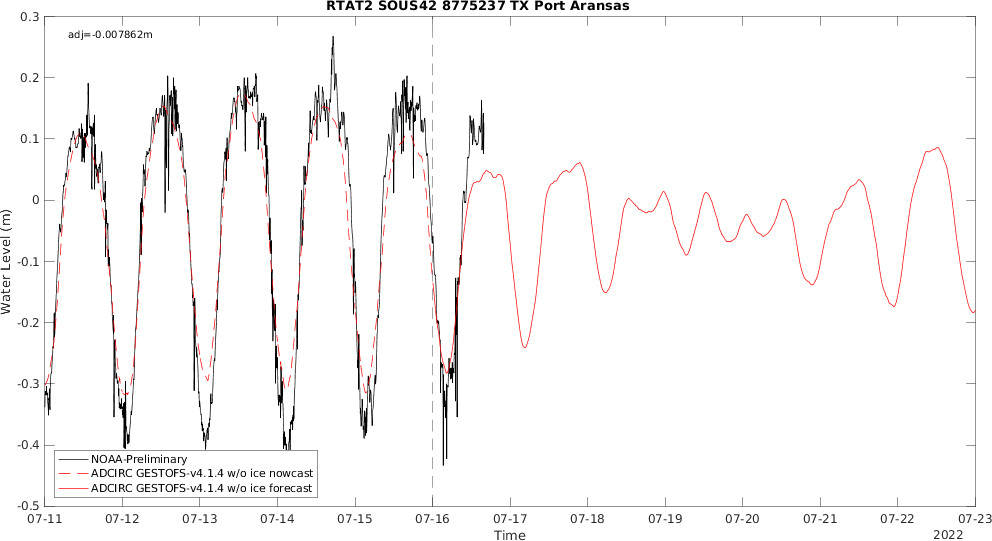 RTAT2 SOUS42 8775237 TX Port Aransas
adj=-0.007862m
Water Level (m)
0.3
0.2
0.1
0
-0.1
-0.2
-0.3
-0.4
-0.5
NOAA-Preliminary
ADCIRC GESTOFS-v4.1.4 w/o ice nowcast
ADCIRC GESTOFS-v4.1.4 w/o ice forecast
07-11 07-12 07-13 07-14 07-15 07-16 07-17 07-18 07-19 07-20 07-21 07-22 07-23
Time
2022